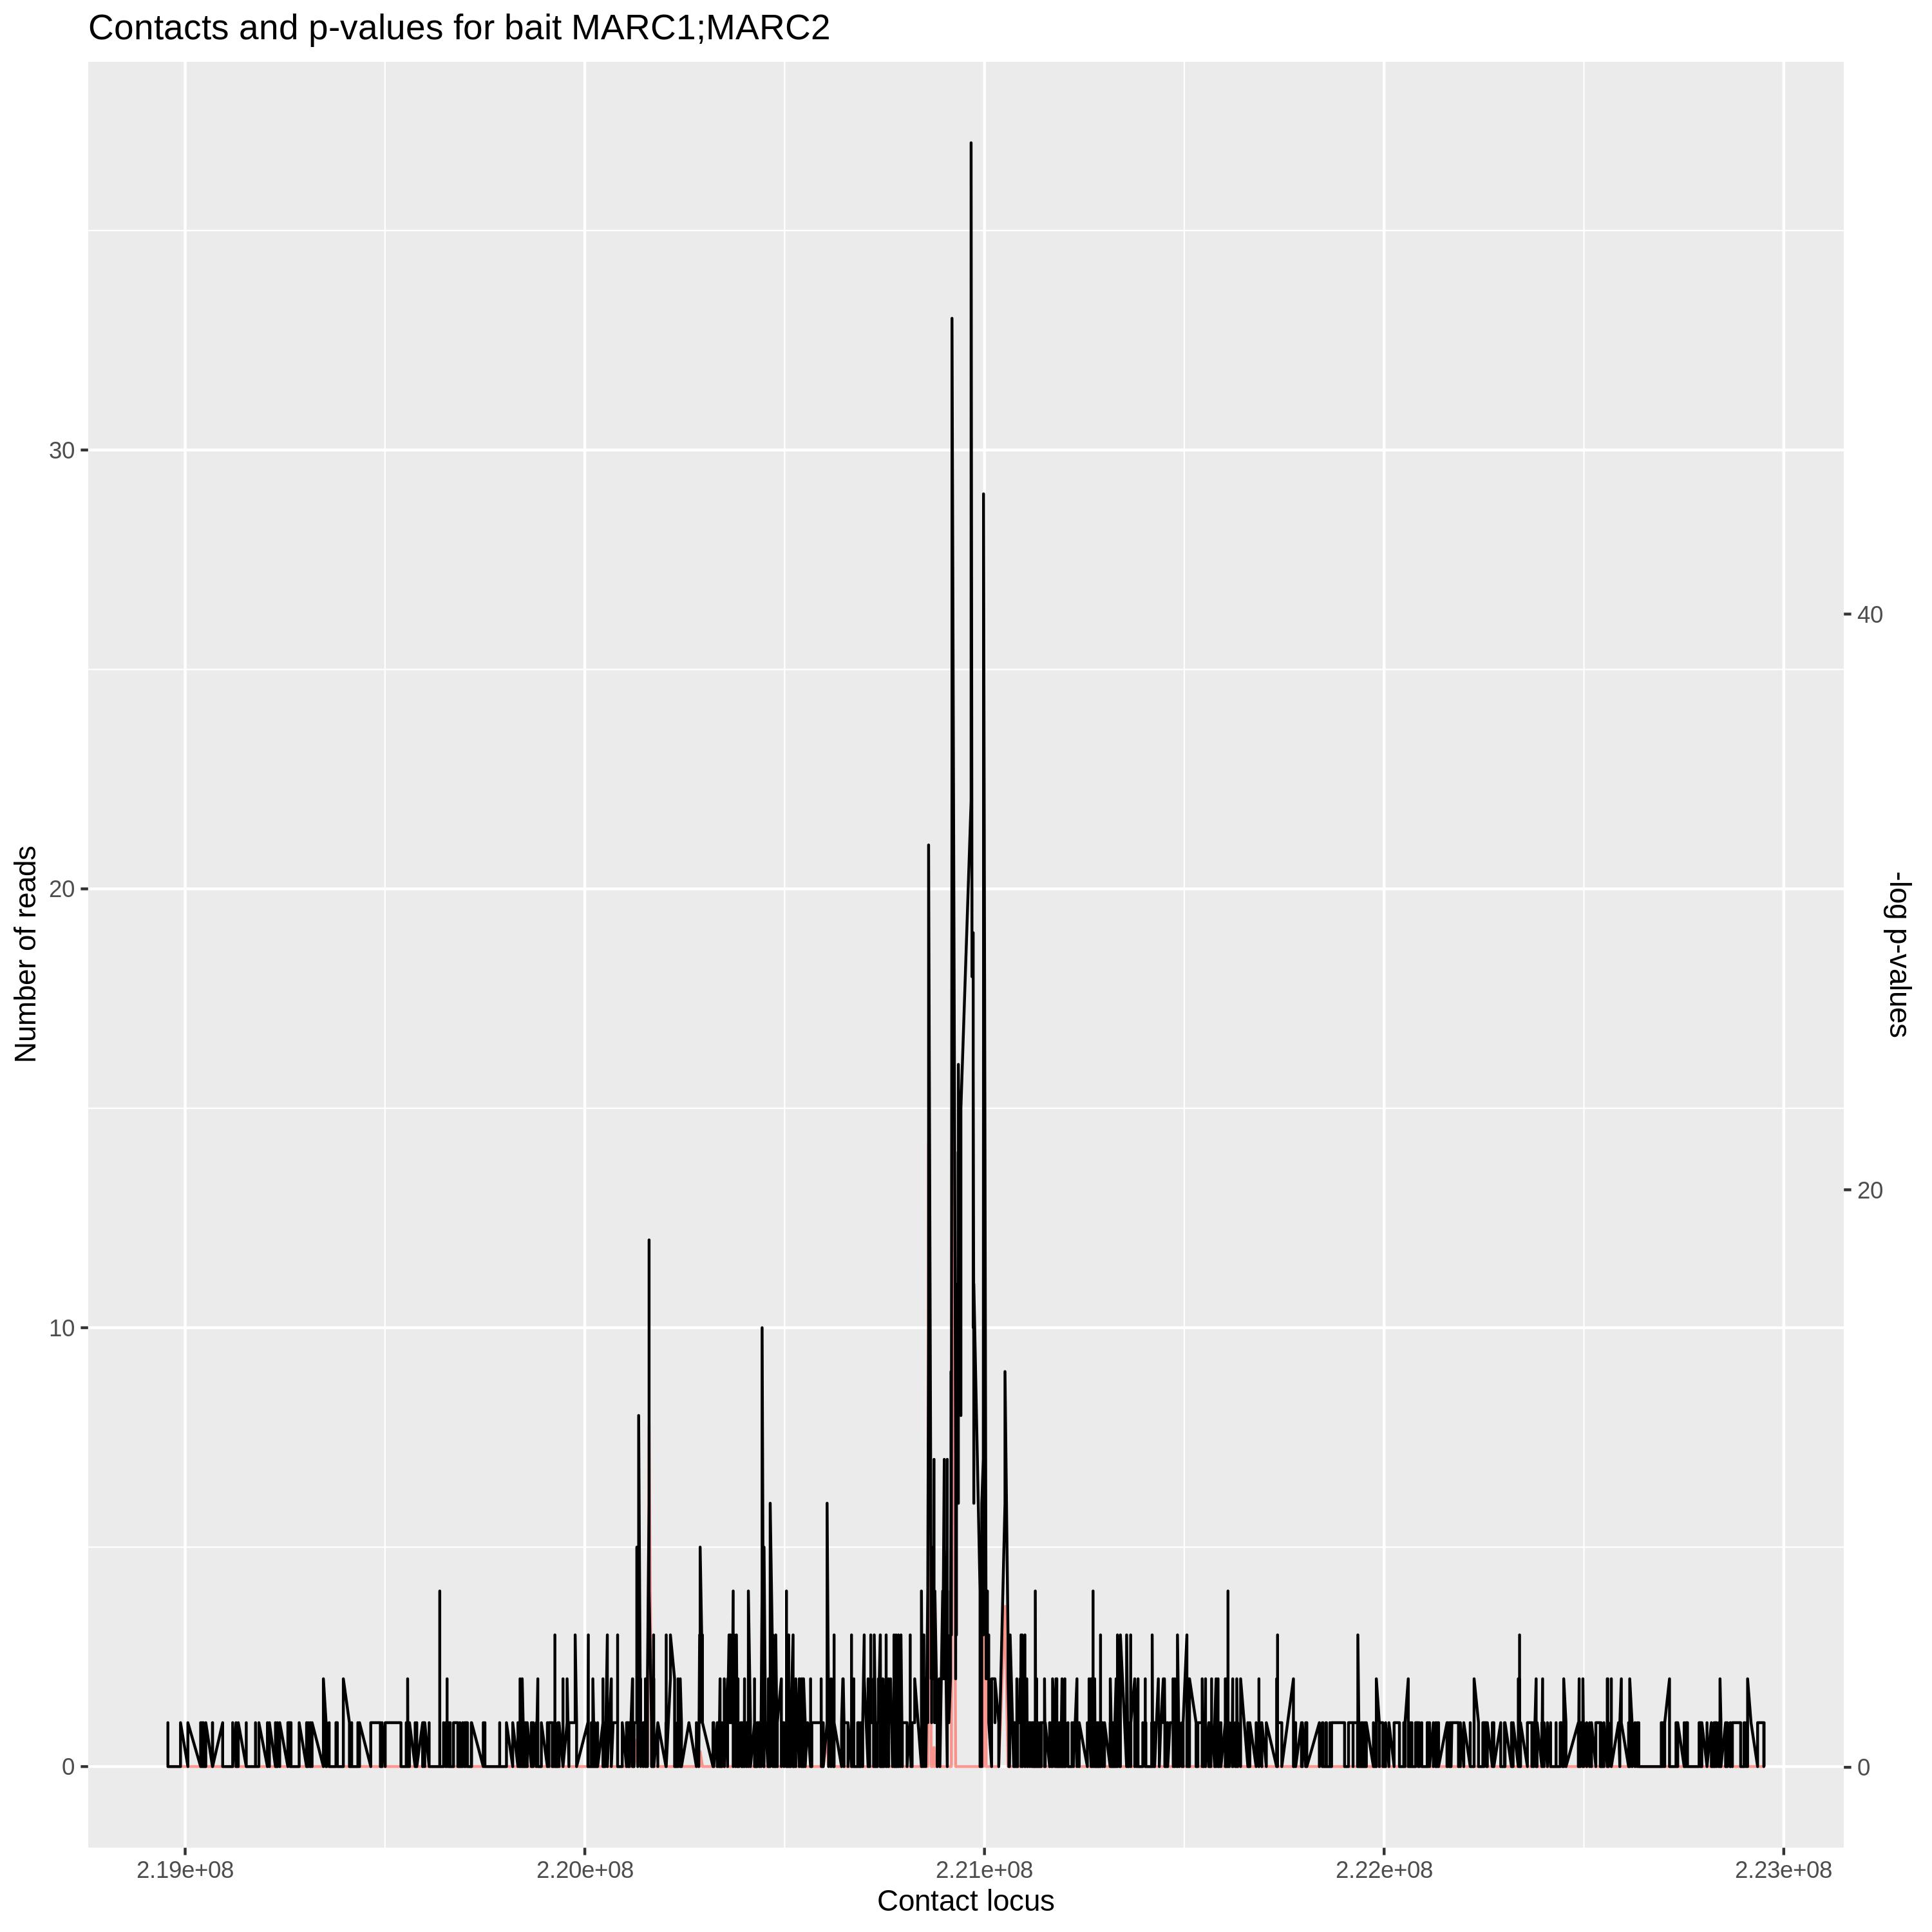 Contacts and p-values for bait MARC1;MARC2
30
20
10
0
Number of reads
40
20
0
-log p-values
2.19e+08
2.20e+08
2.21e+08
2.22e+08
2.23e+08
Contact locus